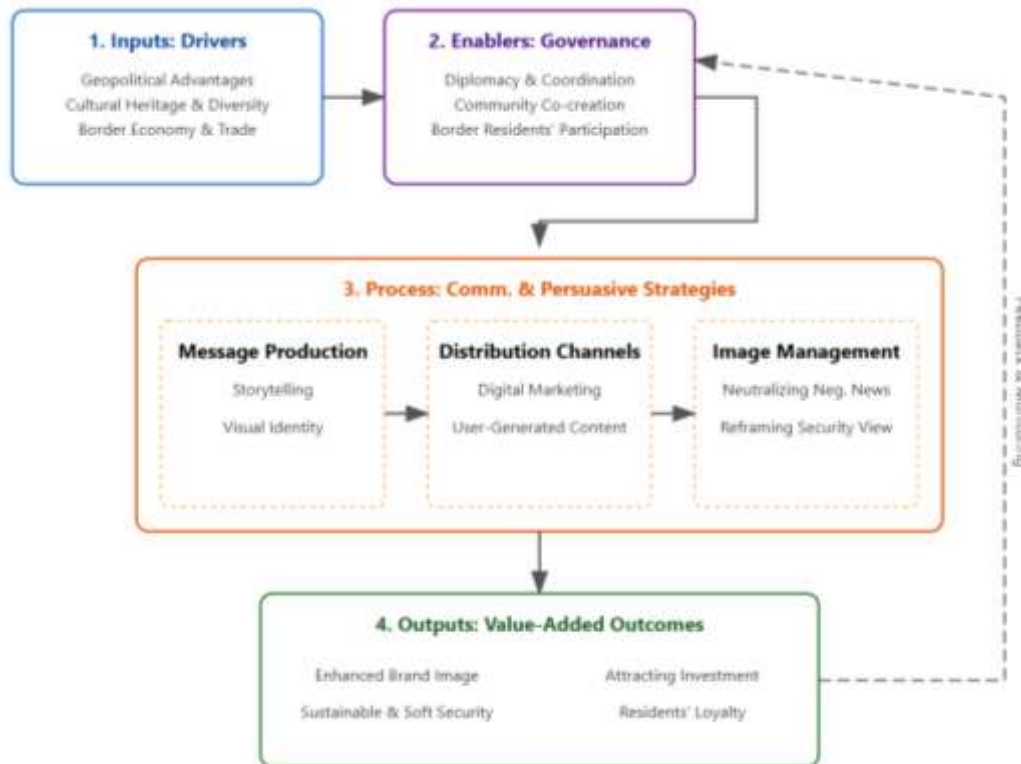 1. Inputs: Drivers
Geopolitical Advantages
Cultural Heritage & Diversity
Border Economy & Trade
2. Enablers: Governance
Diplomacy & Coordination
Community Co-creation
Border Residents' Participation
3. Process: Comm. & Persuasive Strategies
Message Production
Storytelling
Visual Identity
Distribution Channels
Digital Marketing
User-Generated Content
Image Management
Neutralizing Neg. News
Reframing Security View
4. Outputs: Value-Added Outcomes
Enhanced Brand Image
Attracting Investment
Sustainable & Soft Security
Residents' Loyalty